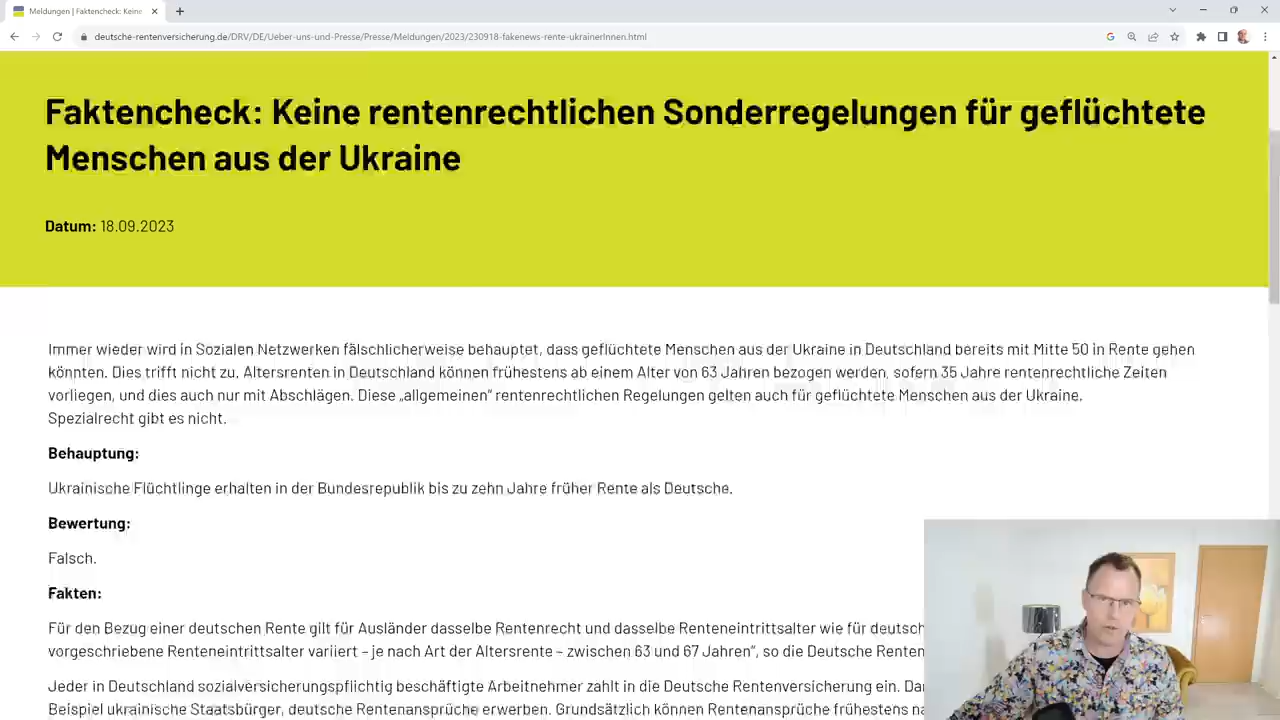 Meldungen | Faktencheck: Keine
deutsche-rentenversicherung.de/DRV/DE/Ueber-uns-und-Presse/Presse/Meldungen/2023/230918-fakenews-rente-ukrainerInnen.html
Faktencheck: Keine rentenrechtlichen Sonderregelungen für geflüchtete
Menschen aus der Ukraine
Datum: 18.09.2023
Immer wieder wird in Sozialen Netzwerken fälschlicherweise behauptet, dass geflüchtete Menschen aus der Ukraine in Deutschland bereits mit Mitte 50 in Rente gehen
könnten. Dies trifft nicht zu. Altersrenten in Deutschland können frühestens ab einem Alter von 63 Jahren bezogen werden, sofern 35 Jahre rentenrechtliche Zeiten
vorliegen, und dies auch nur mit Abschlägen. Diese „allgemeinen" rentenrechtlichen Regelungen gelten auch für geflüchtete Menschen aus der Ukraine.
Spezialrecht gibt es nicht.
Behauptung:
Ukrainische Flüchtlinge erhalten in der Bundesrepublik bis zu zehn Jahre früher Rente als Deutsche.
Bewertung:
Falsch.
Fakten:
Für den Bezug einer deutschen Rente gilt für Ausländer dasselbe Rentenrecht und dasselbe Renteneintrittsalter wie für deutsch
vorgeschriebene Renteneintrittsalter variiert – je nach Art der Altersrente – zwischen 63 und 67 Jahren", so die Deutsche Renten
Jeder in Deutschland sozialversicherungspflichtig beschäftigte Arbeitnehmer zahlt in die Deutsche Rentenversicherung ein. Da
Beispiel ukrainische Staatsbürger, deutsche Rentenansprüche erwerben. Grundsätzlich können Rentenansprüche frühestens na